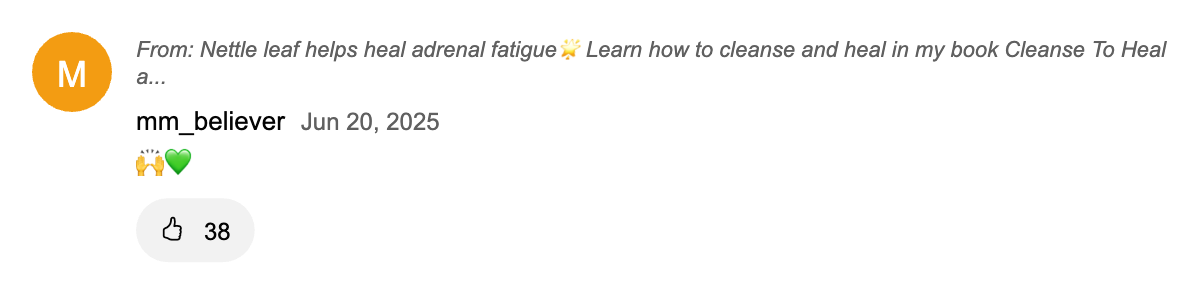 M
From: Nettle leaf helps heal adrenal fatigue🌟 Learn how to cleanse and heal in my book Cleanse To Heal
a...
mm_believer Jun 20, 2025
🙌💚
38